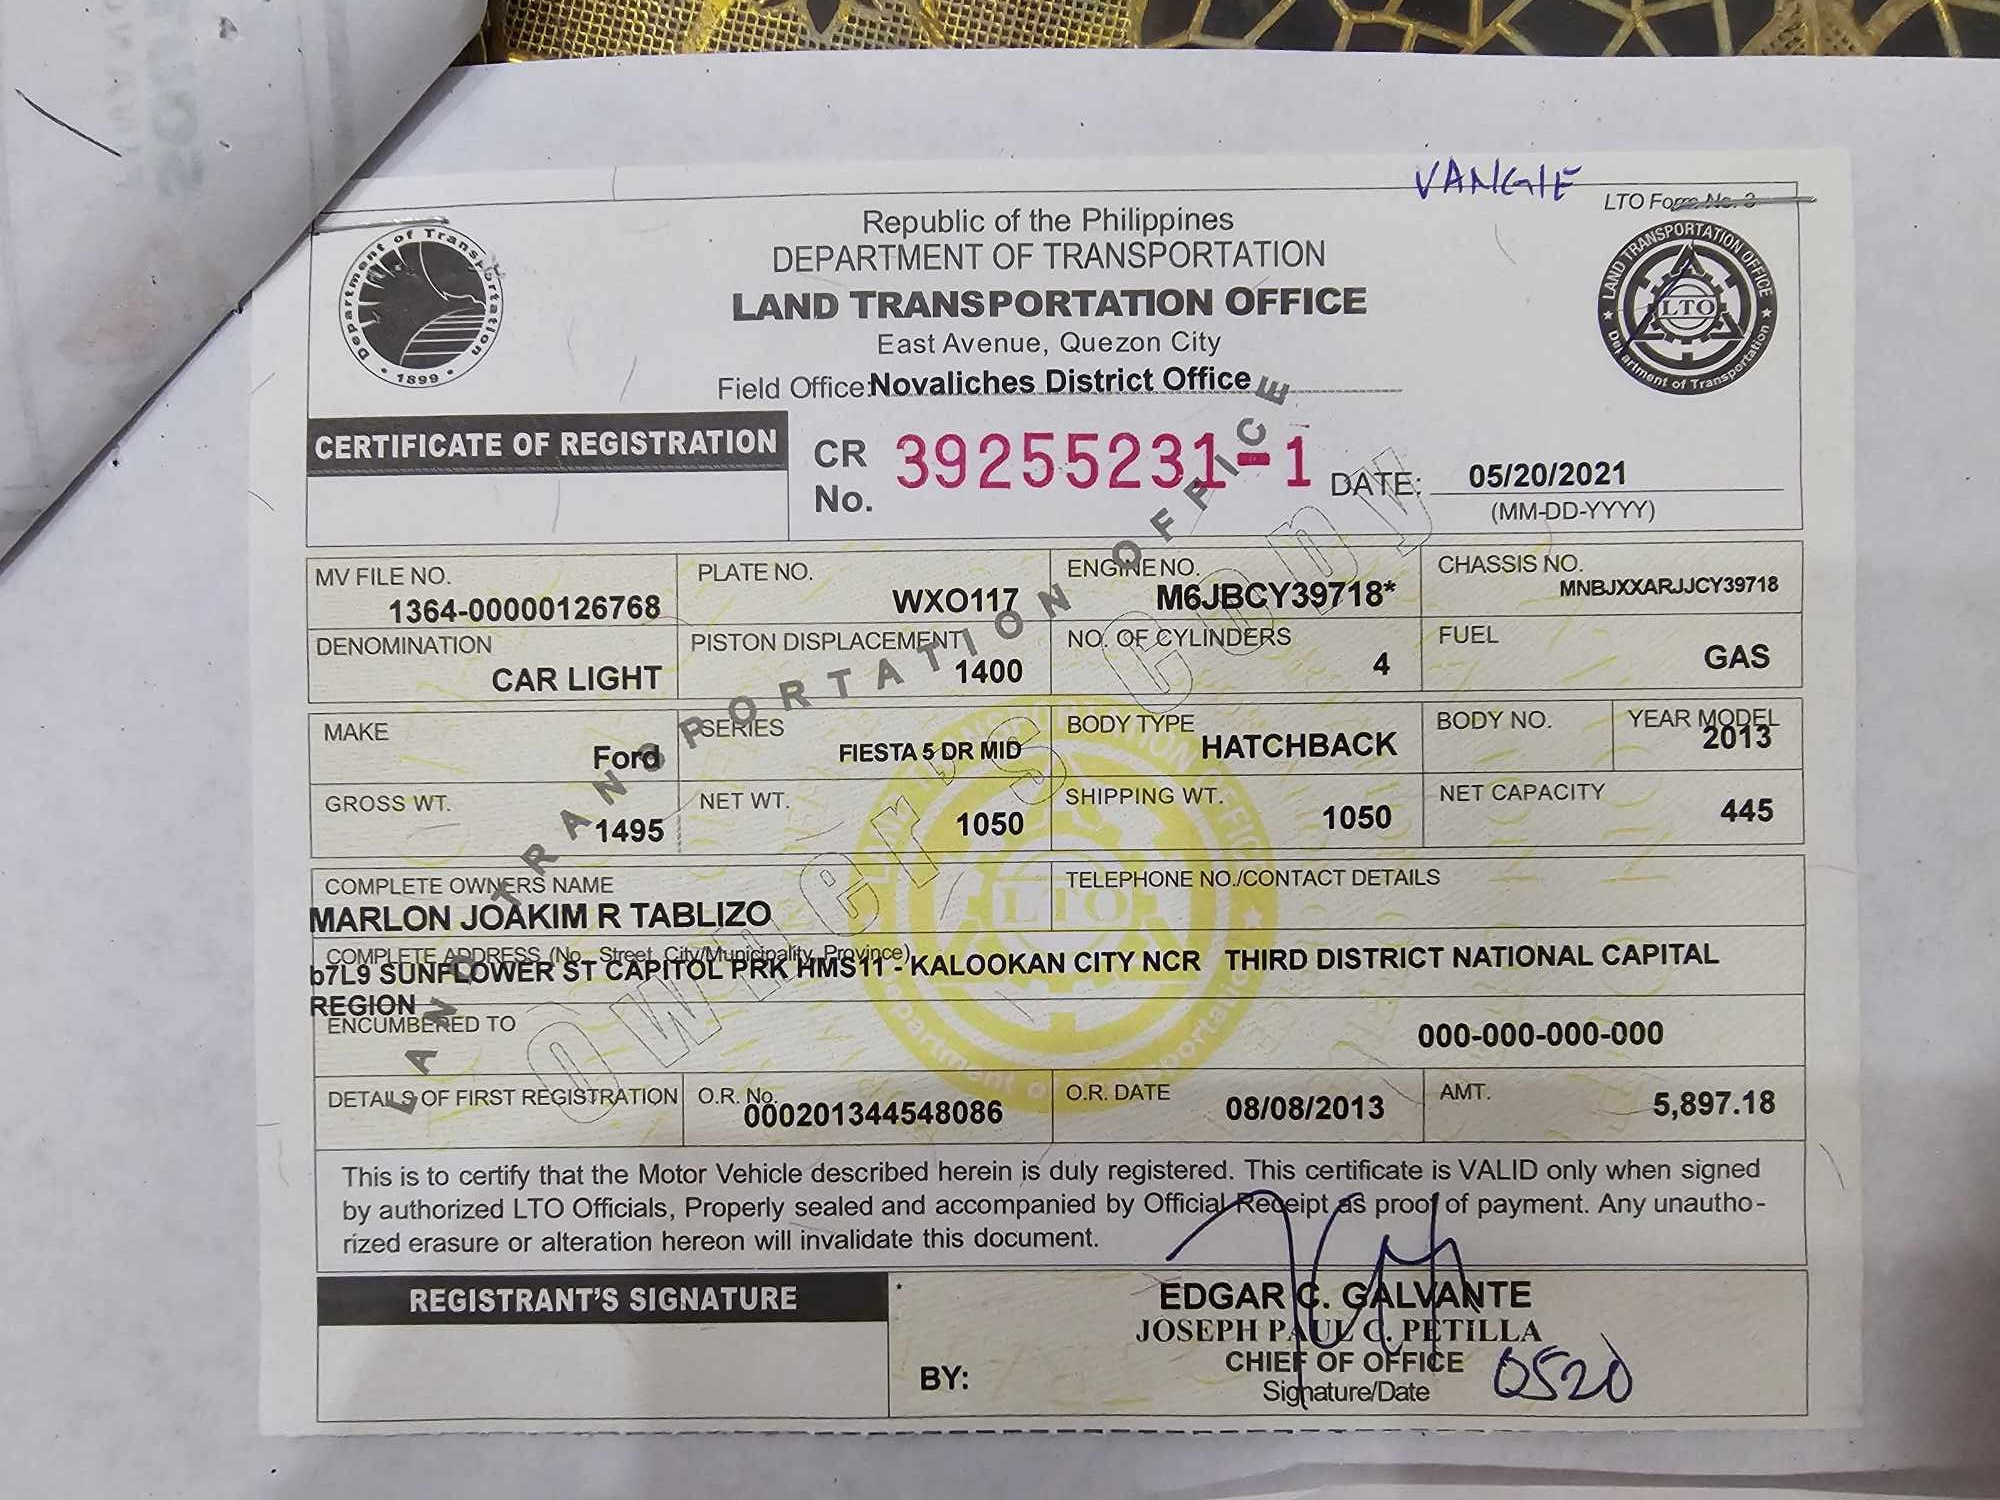 VANGIE
LTO Form No. 3
Republic of the Philippines
DEPARTMENT OF TRANSPORTATION
LAND TRANSPORTATION OFFICE
East Avenue, Quezon City
Field Office: Novaliches District Office
Department of Transportation
1899
LAND TRANSPORTATION OFFICE
LTO
Department of Transportation
CERTIFICATE OF REGISTRATION
CR No. 39255231-1
DATE: 05/20/2021
(MM-DD-YYYY)
MV FILE NO. 1364-00000126768
PLATE NO. WXO117
ENGINE NO. M6JBCY39718*
CHASSIS NO. MNBJXXARJJCY39718
DENOMINATION CAR LIGHT
PISTON DISPLACEMENT 1400
NO. OF CYLINDERS 4
FUEL GAS
MAKE Ford
SERIES FIESTA 5 DR MID
BODY TYPE HATCHBACK
BODY NO.
YEAR MODEL 2013
GROSS WT. 1495
NET WT. 1050
SHIPPING WT. 1050
NET CAPACITY 445
COMPLETE OWNERS NAME
MARLON JOAKIM R TABLIZO
TELEPHONE NO./CONTACT DETAILS
COMPLETE ADDRESS (No., Street, City/Municipality, Province)
b7L9 SUNFLOWER ST CAPITOL PRK HMS11 - KALOOKAN CITY NCR THIRD DISTRICT NATIONAL CAPITAL
REGION
ENCUMBERED TO
000-000-000-000
DETAILS OF FIRST REGISTRATION
O.R. No. 000201344548086
O.R. DATE 08/08/2013
AMT. 5,897.18
LAND TRANSPORTATION OFFICE
Owner's Copy
LTO
This is to certify that the Motor Vehicle described herein is duly registered. This certificate is VALID only when signed
by authorized LTO Officials, Properly sealed and accompanied by Official Receipt as proof of payment. Any unautho-
rized erasure or alteration hereon will invalidate this document.
REGISTRANT'S SIGNATURE
EDGAR C. GALVANTE
JOSEPH PAUL C. PETILLA
CHIEF OF OFFICE
BY:
Signature/Date
0520